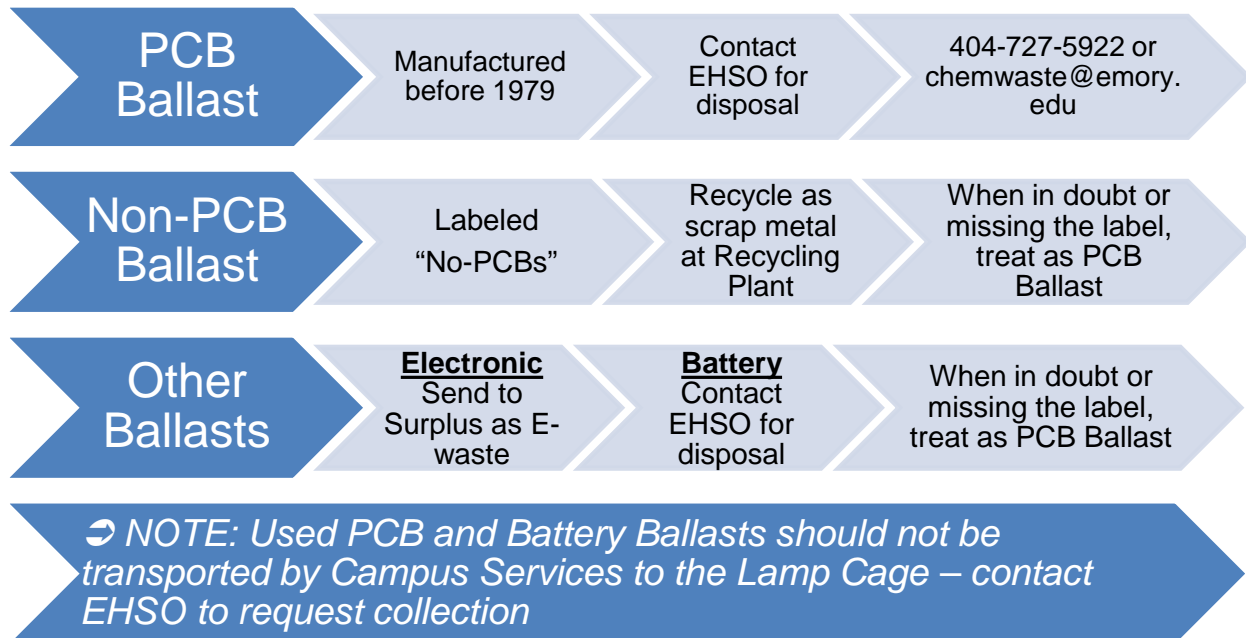 PCB
Ballast
Manufactured
before 1979
Contact
EHSO for
disposal
404-727-5922 or
chemwaste@emory.
edu
Non-PCB
Ballast
Labeled
“No-PCBs”
Recycle as
scrap metal
at Recycling
Plant
When in doubt or
missing the label,
treat as PCB
Ballast
Other
Ballasts
Electronic
Send to
Surplus as E-
waste
Battery
Contact
EHSO for
disposal
When in doubt or
missing the label,
treat as PCB Ballast
➲ NOTE: Used PCB and Battery Ballasts should not be
transported by Campus Services to the Lamp Cage – contact
EHSO to request collection